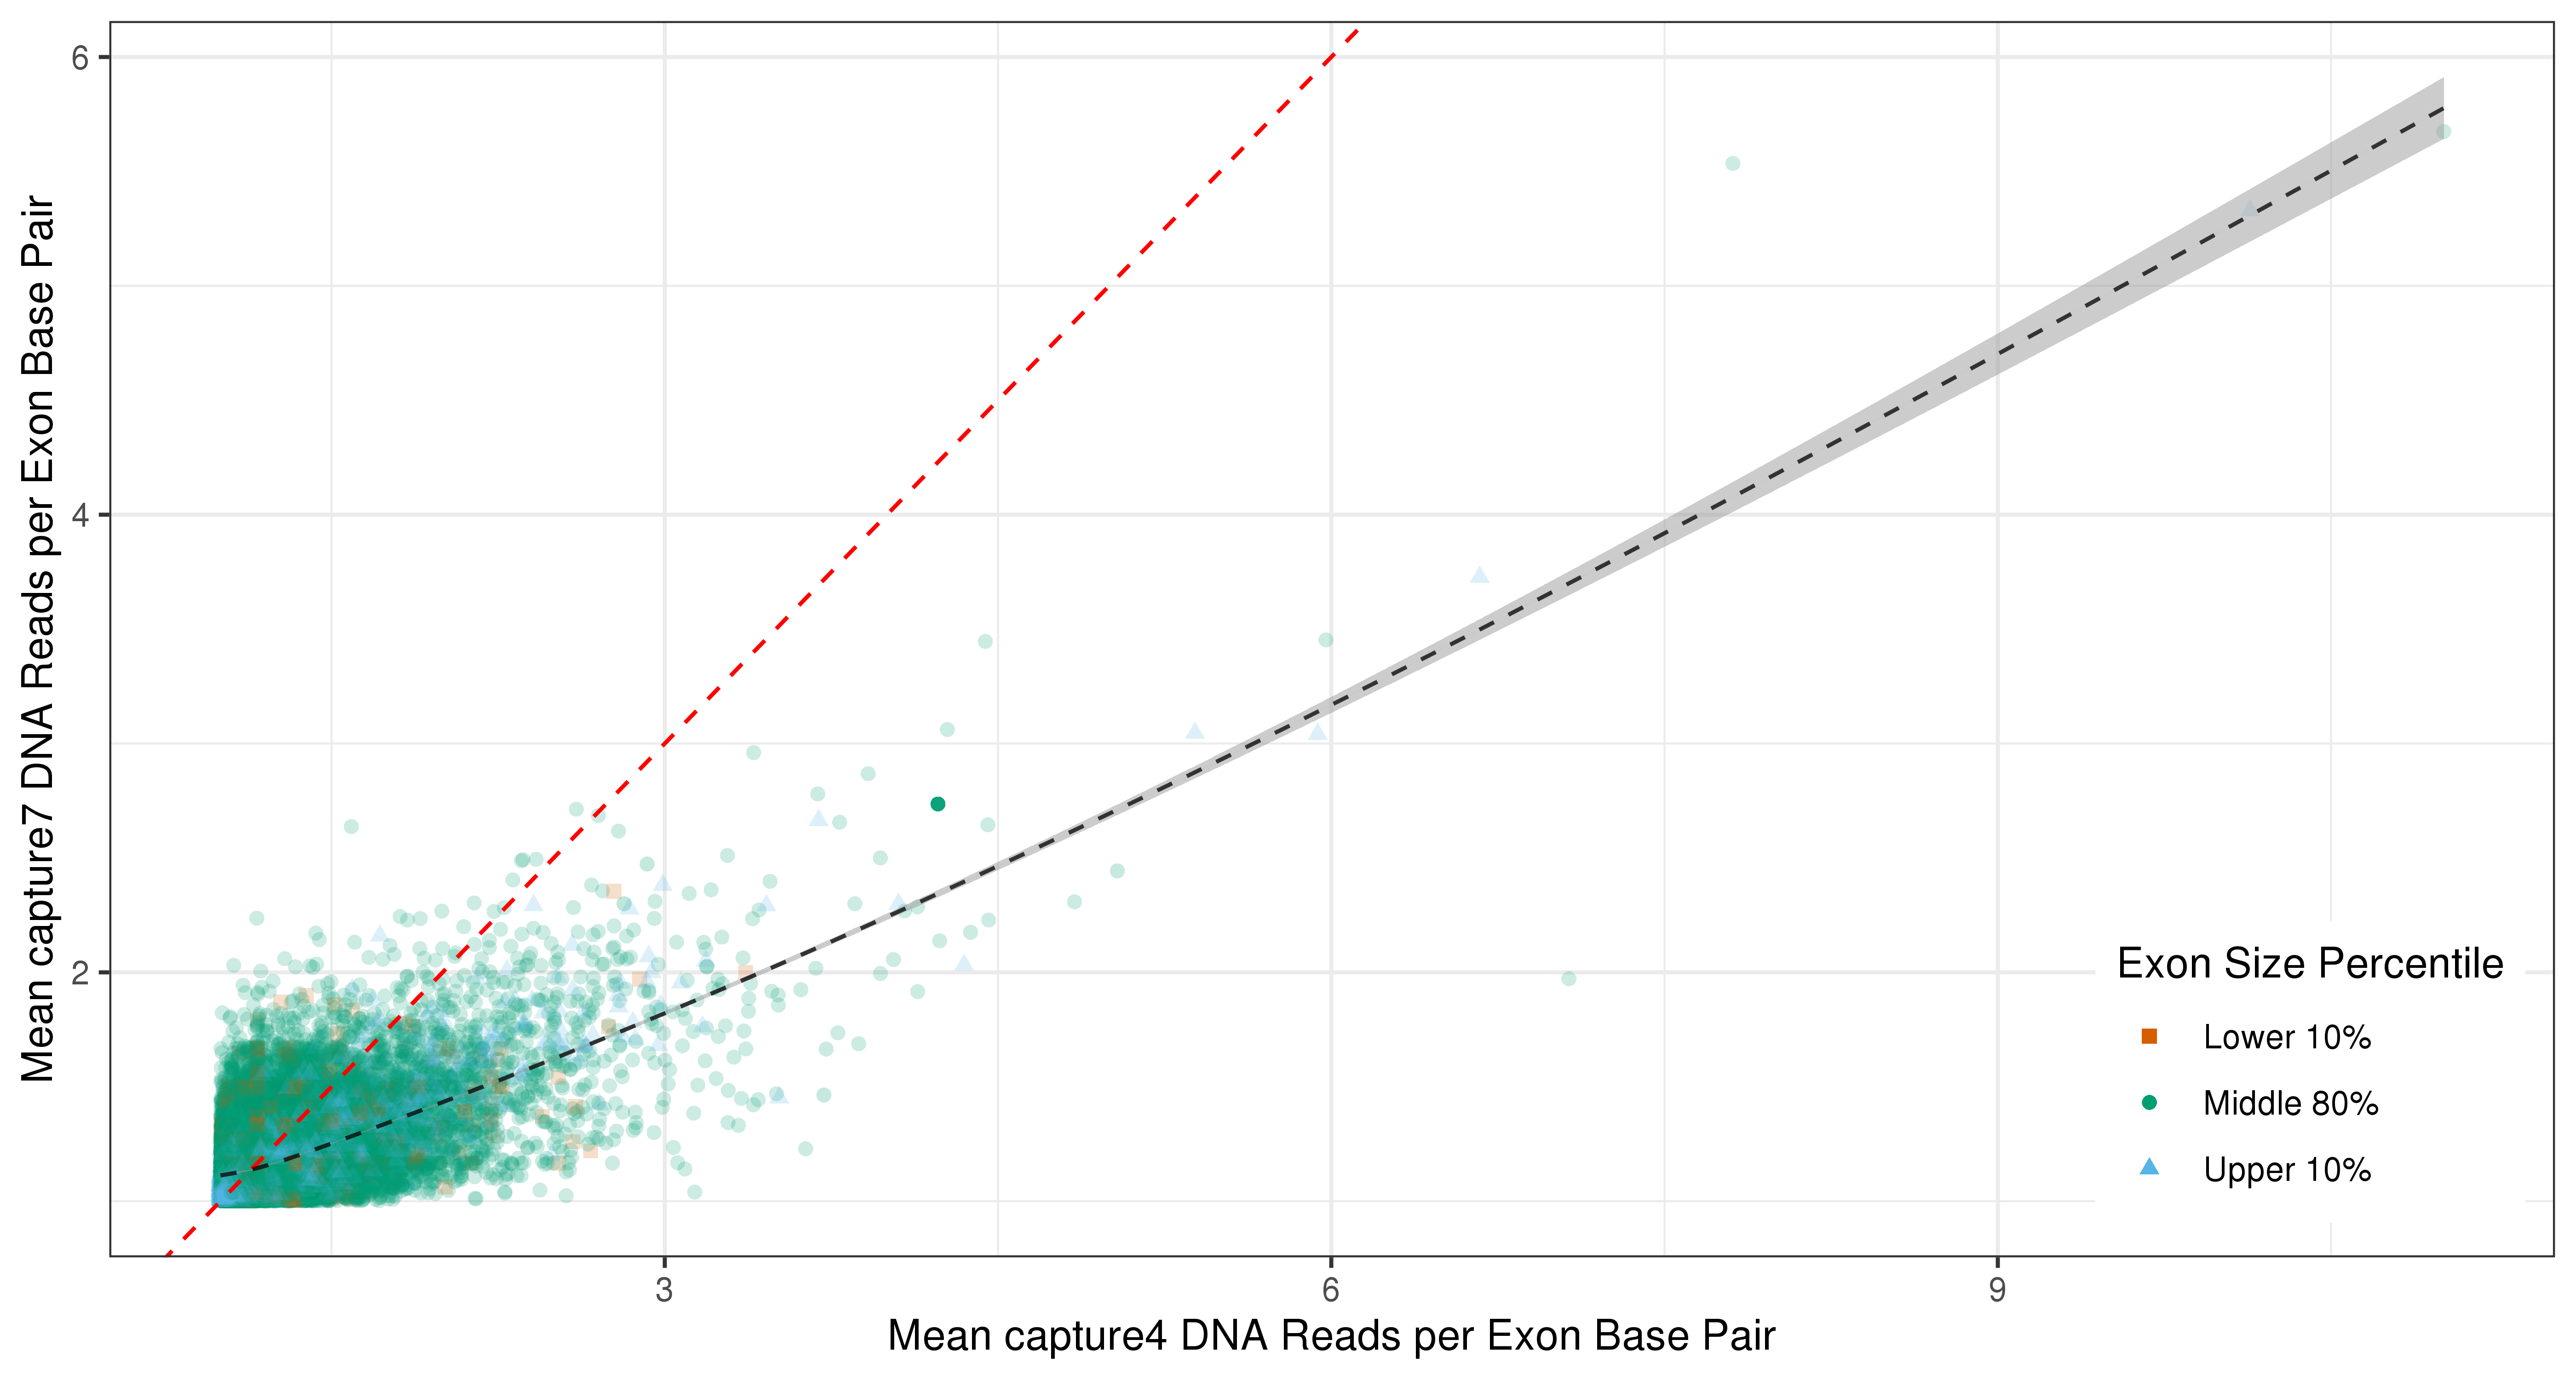 Mean capture7 DNA Reads per Exon Base Pair
6
4
2
3
6
9
Mean capture4 DNA Reads per Exon Base Pair
Exon Size Percentile
Lower 10%
Middle 80%
Upper 10%